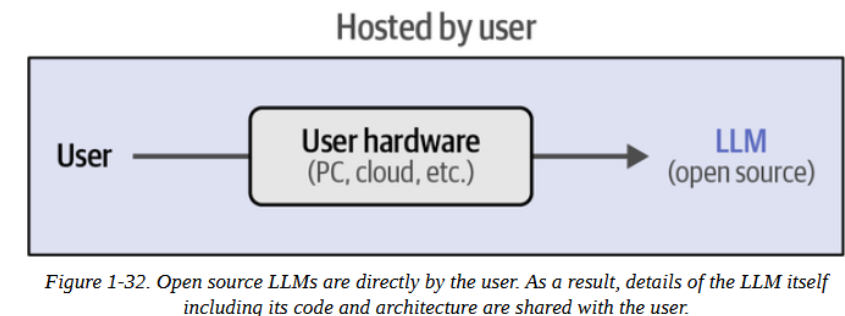 Hosted by user
User
User hardware
(PC, cloud, etc.)
LLM
(open source)
Figure 1-32. Open source LLMs are directly by the user. As a result, details of the LLM itself
including its code and architecture are shared with the user.